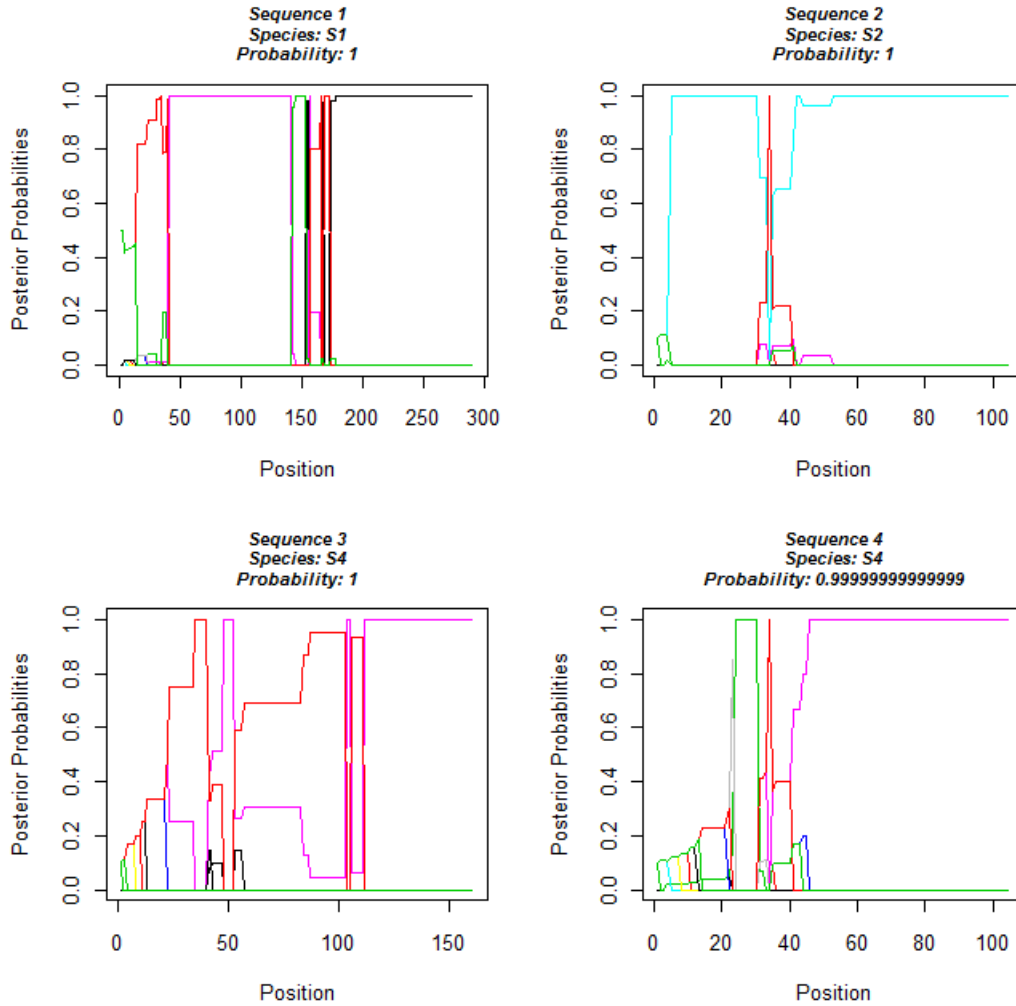 Sequence 1
Species: S1
Probability: 1
Posterior Probabilities
1.0
0.8
0.6
0.4
0.2
0.0
0 50 100 150 200 250 300
Position
Sequence 2
Species: S2
Probability: 1
Posterior Probabilities
1.0
0.8
0.6
0.4
0.2
0.0
0 20 40 60 80 100
Position
Sequence 3
Species: S4
Probability: 1
Posterior Probabilities
1.0
0.8
0.6
0.4
0.2
0.0
0 50 100 150
Position
Sequence 4
Species: S4
Probability: 0.99999999999999
Posterior Probabilities
1.0
0.8
0.6
0.4
0.2
0.0
0 20 40 60 80 100
Position